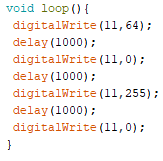 void loop(){
digitalWrite(11,64);
delay(1000);
digitalWrite(11,0);
delay(1000);
digitalWrite(11,255);
delay(1000);
digitalWrite(11,0);
}